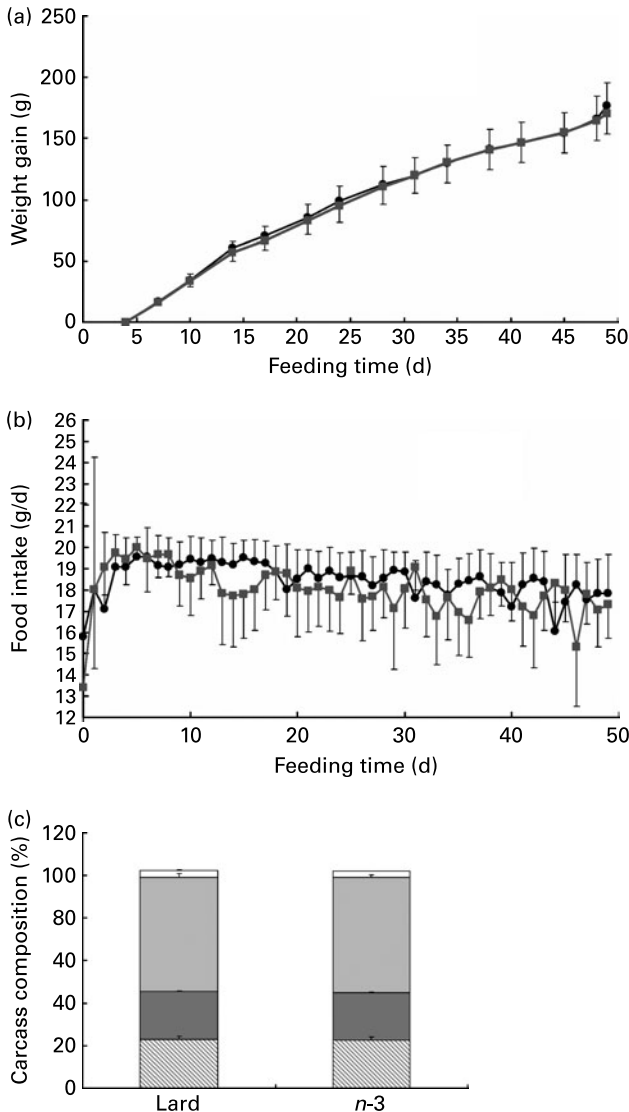 (a)
250
200
150
100
50
0
Weight gain (g)
0 5 10 15 20 25 30 35 40 45 50
Feeding time (d)
(b)
26
25
24
23
22
21
20
19
18
17
16
15
14
13
12
Food intake (g/d)
0 10 20 30 40 50
Feeding time (d)
(c)
120
100
80
60
40
20
0
Carcass composition (%)
Lard n-3